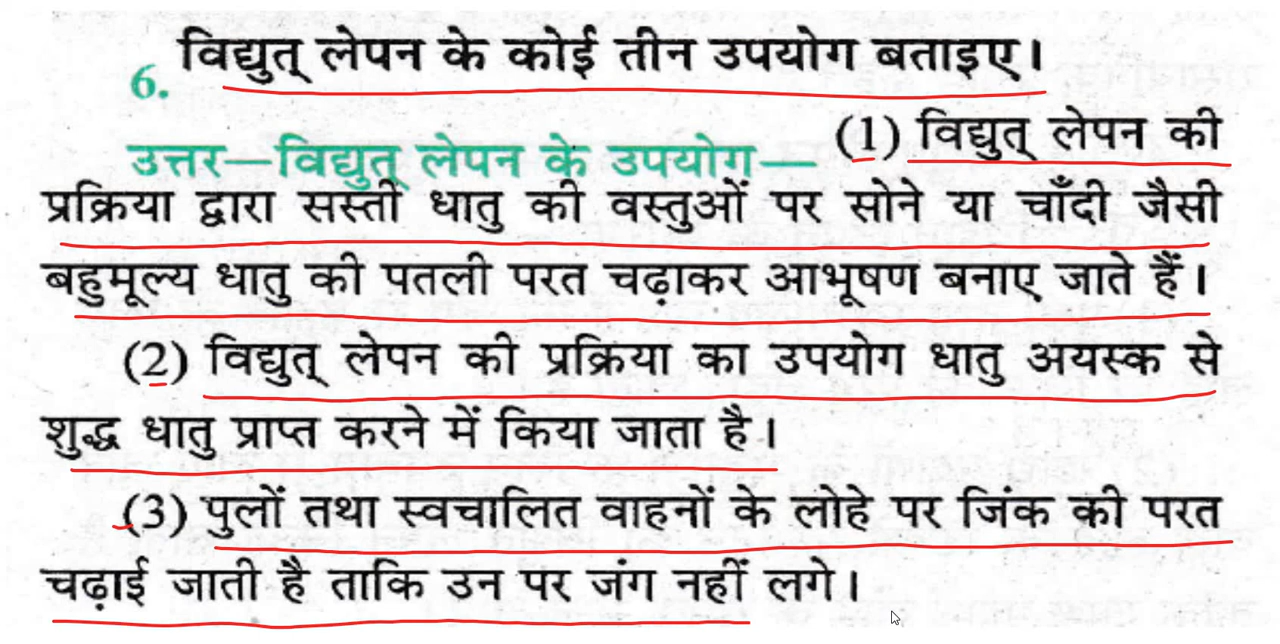 6. विद्युत् लेपन के कोई तीन उपयोग बताइए।
उत्तर—विद्युत् लेपन के उपयोग— (1) विद्युत् लेपन की
प्रक्रिया द्वारा सस्ती धातु की वस्तुओं पर सोने या चाँदी जैसी
बहुमूल्य धातु की पतली परत चढ़ाकर आभूषण बनाए जाते हैं।
(2) विद्युत् लेपन की प्रक्रिया का उपयोग धातु अयस्क से
शुद्ध धातु प्राप्त करने में किया जाता है।
(3) पुलों तथा स्वचालित वाहनों के लोहे पर जिंक की परत
चढ़ाई जाती है ताकि उन पर जंग नहीं लगे।